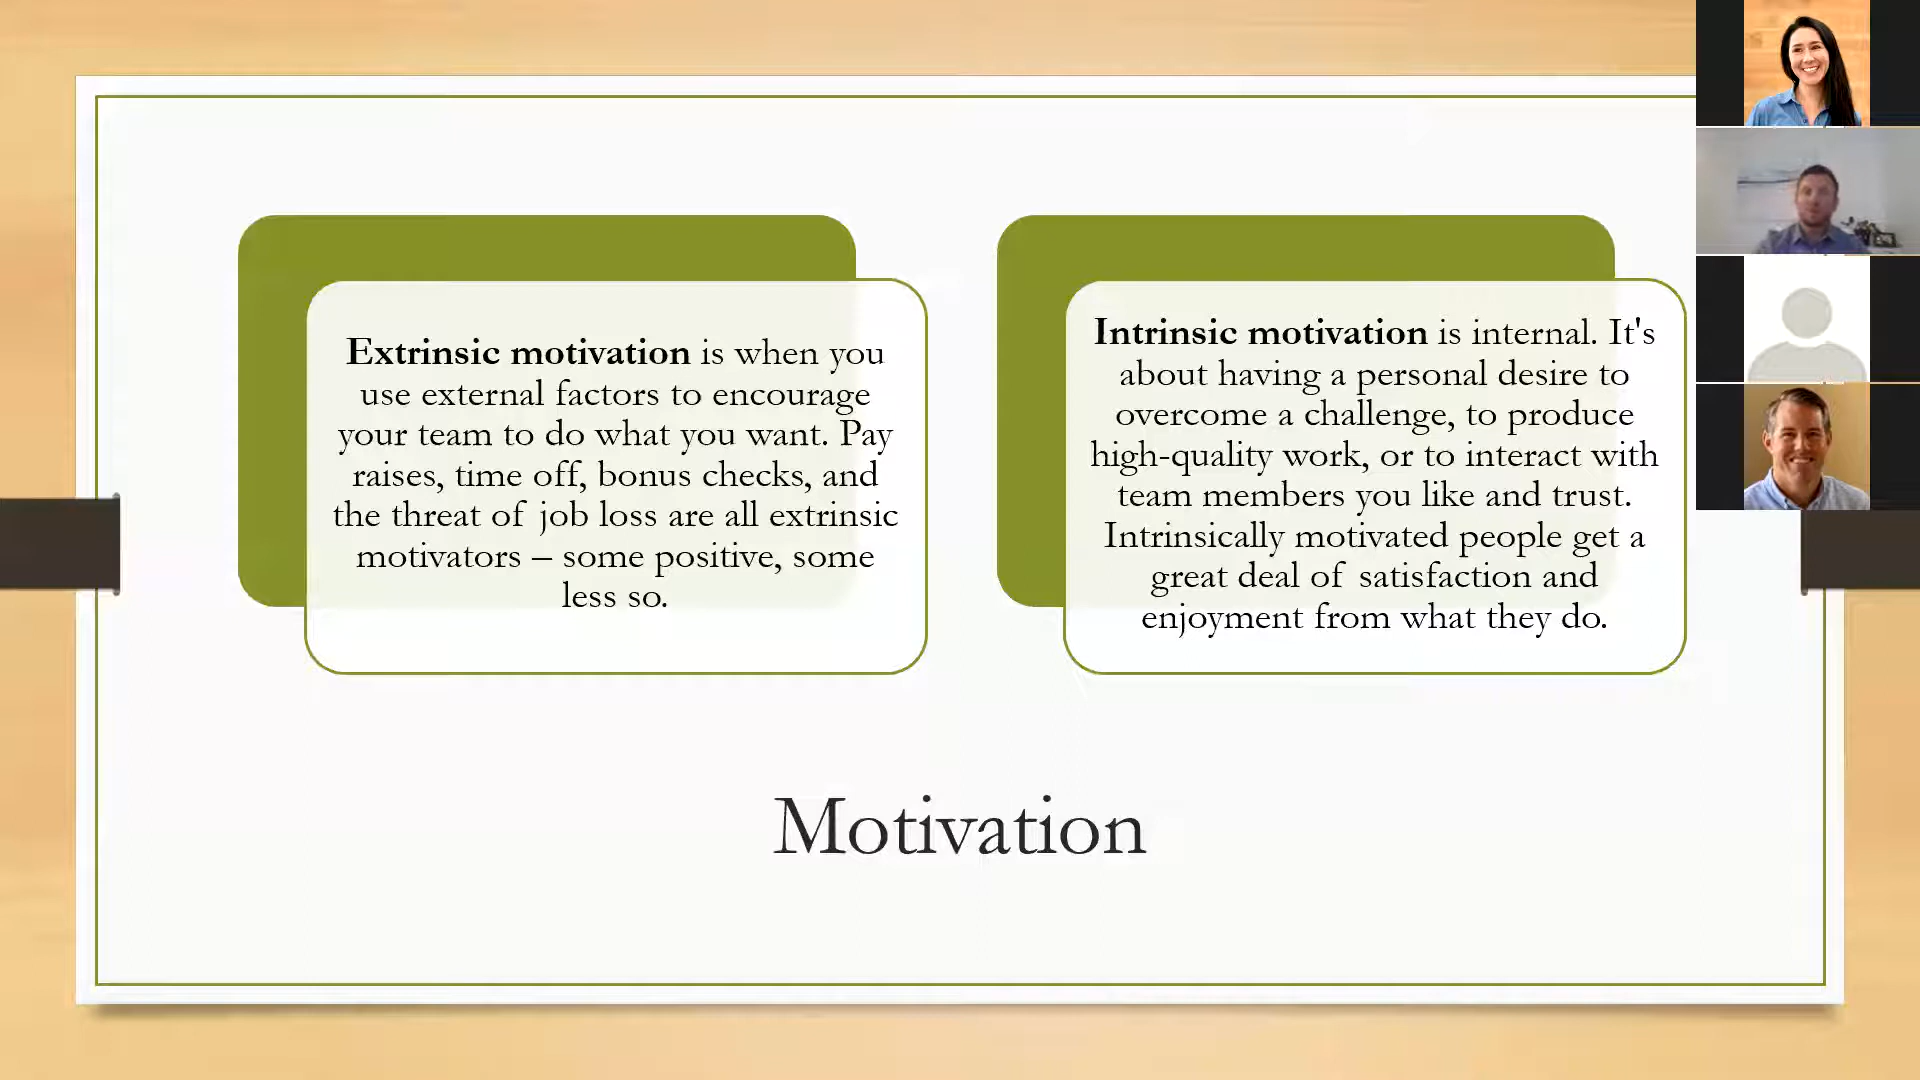 Extrinsic motivation is when you
use external factors to encourage
your team to do what you want. Pay
raises, time off, bonus checks, and
the threat of job loss are all extrinsic
motivators – some positive, some
less so.
Intrinsic motivation is internal. It's
about having a personal desire to
overcome a challenge, to produce
high-quality work, or to interact with
team members you like and trust.
Intrinsically motivated people get a
great deal of satisfaction and
enjoyment from what they do.
Motivation